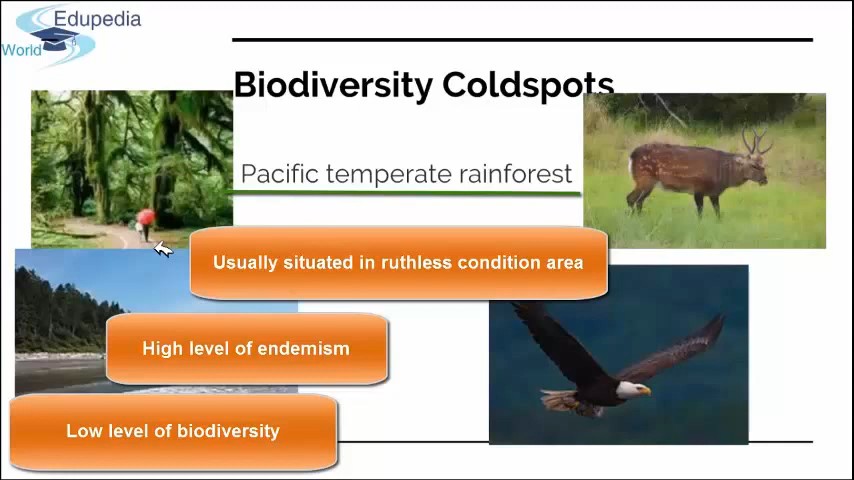 Edupedia
World
Biodiversity Coldspots
Pacific temperate rainforest
Usually situated in ruthless condition area
High level of endemism
Low level of biodiversity